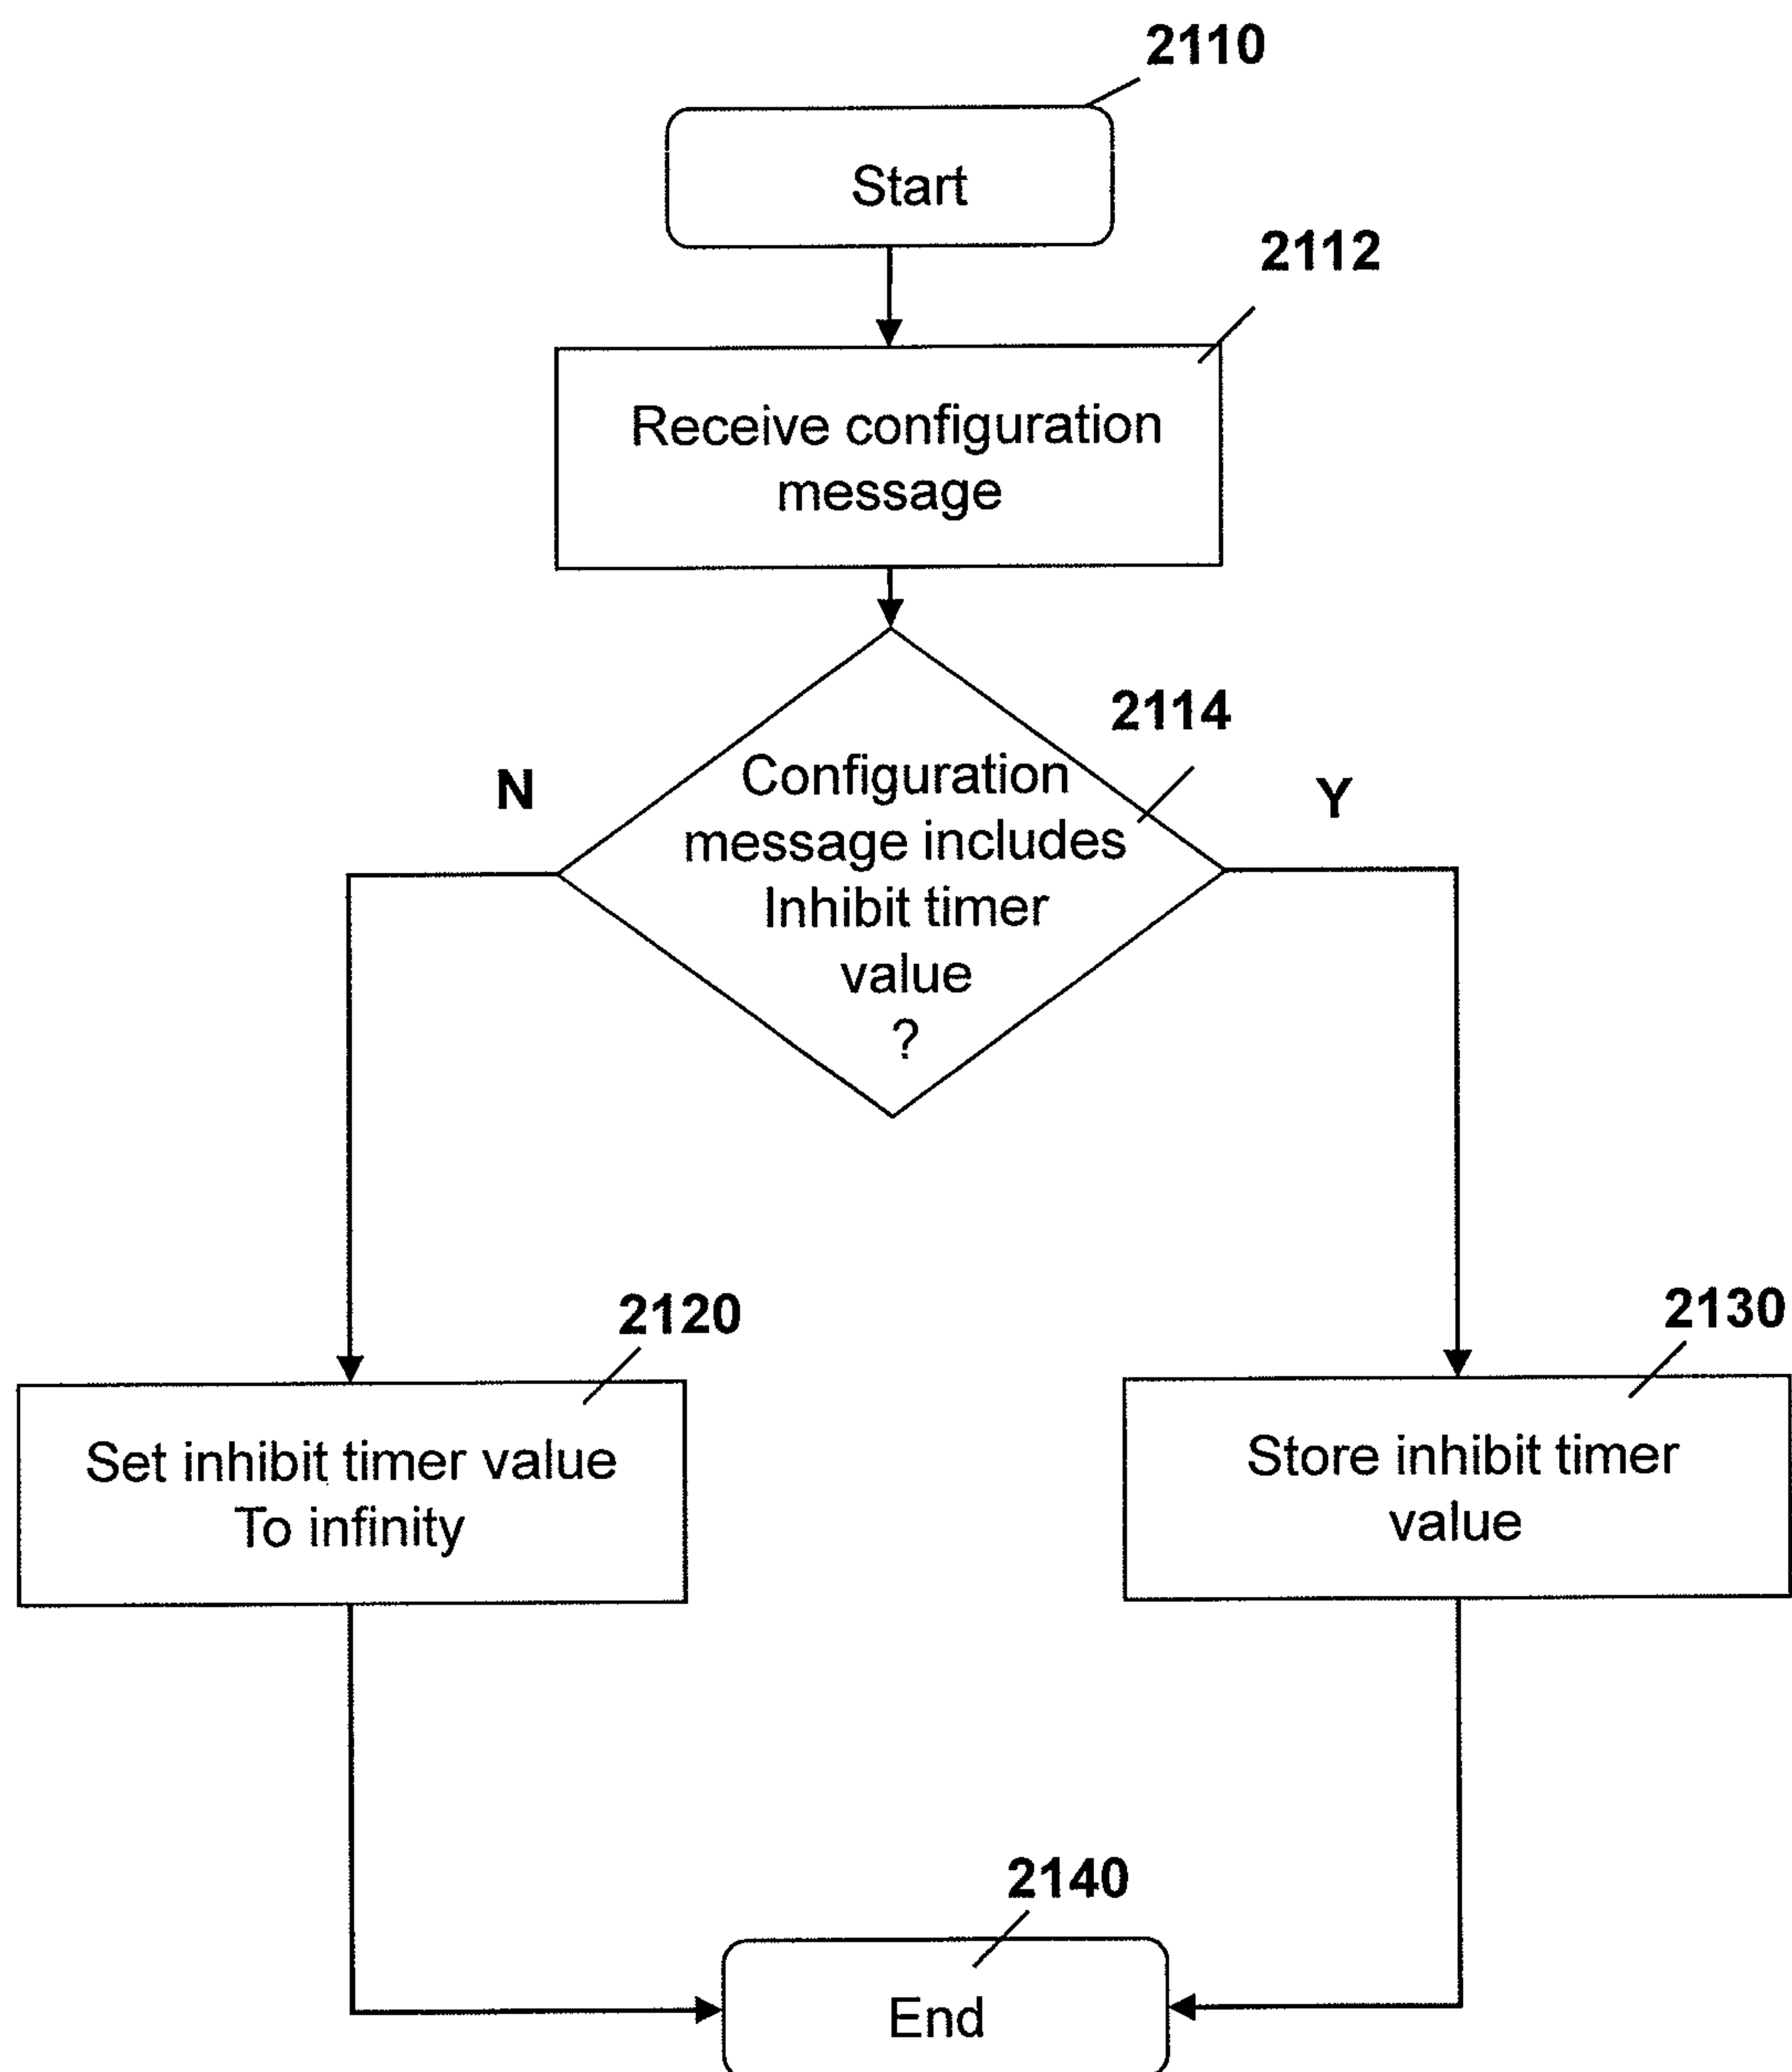 2110
Start
2112
Receive configuration
message
2114
N
Y
Configuration
message includes
Inhibit timer
value
?
2120
Set inhibit timer value
To infinity
2130
Store inhibit timer
value
2140
End